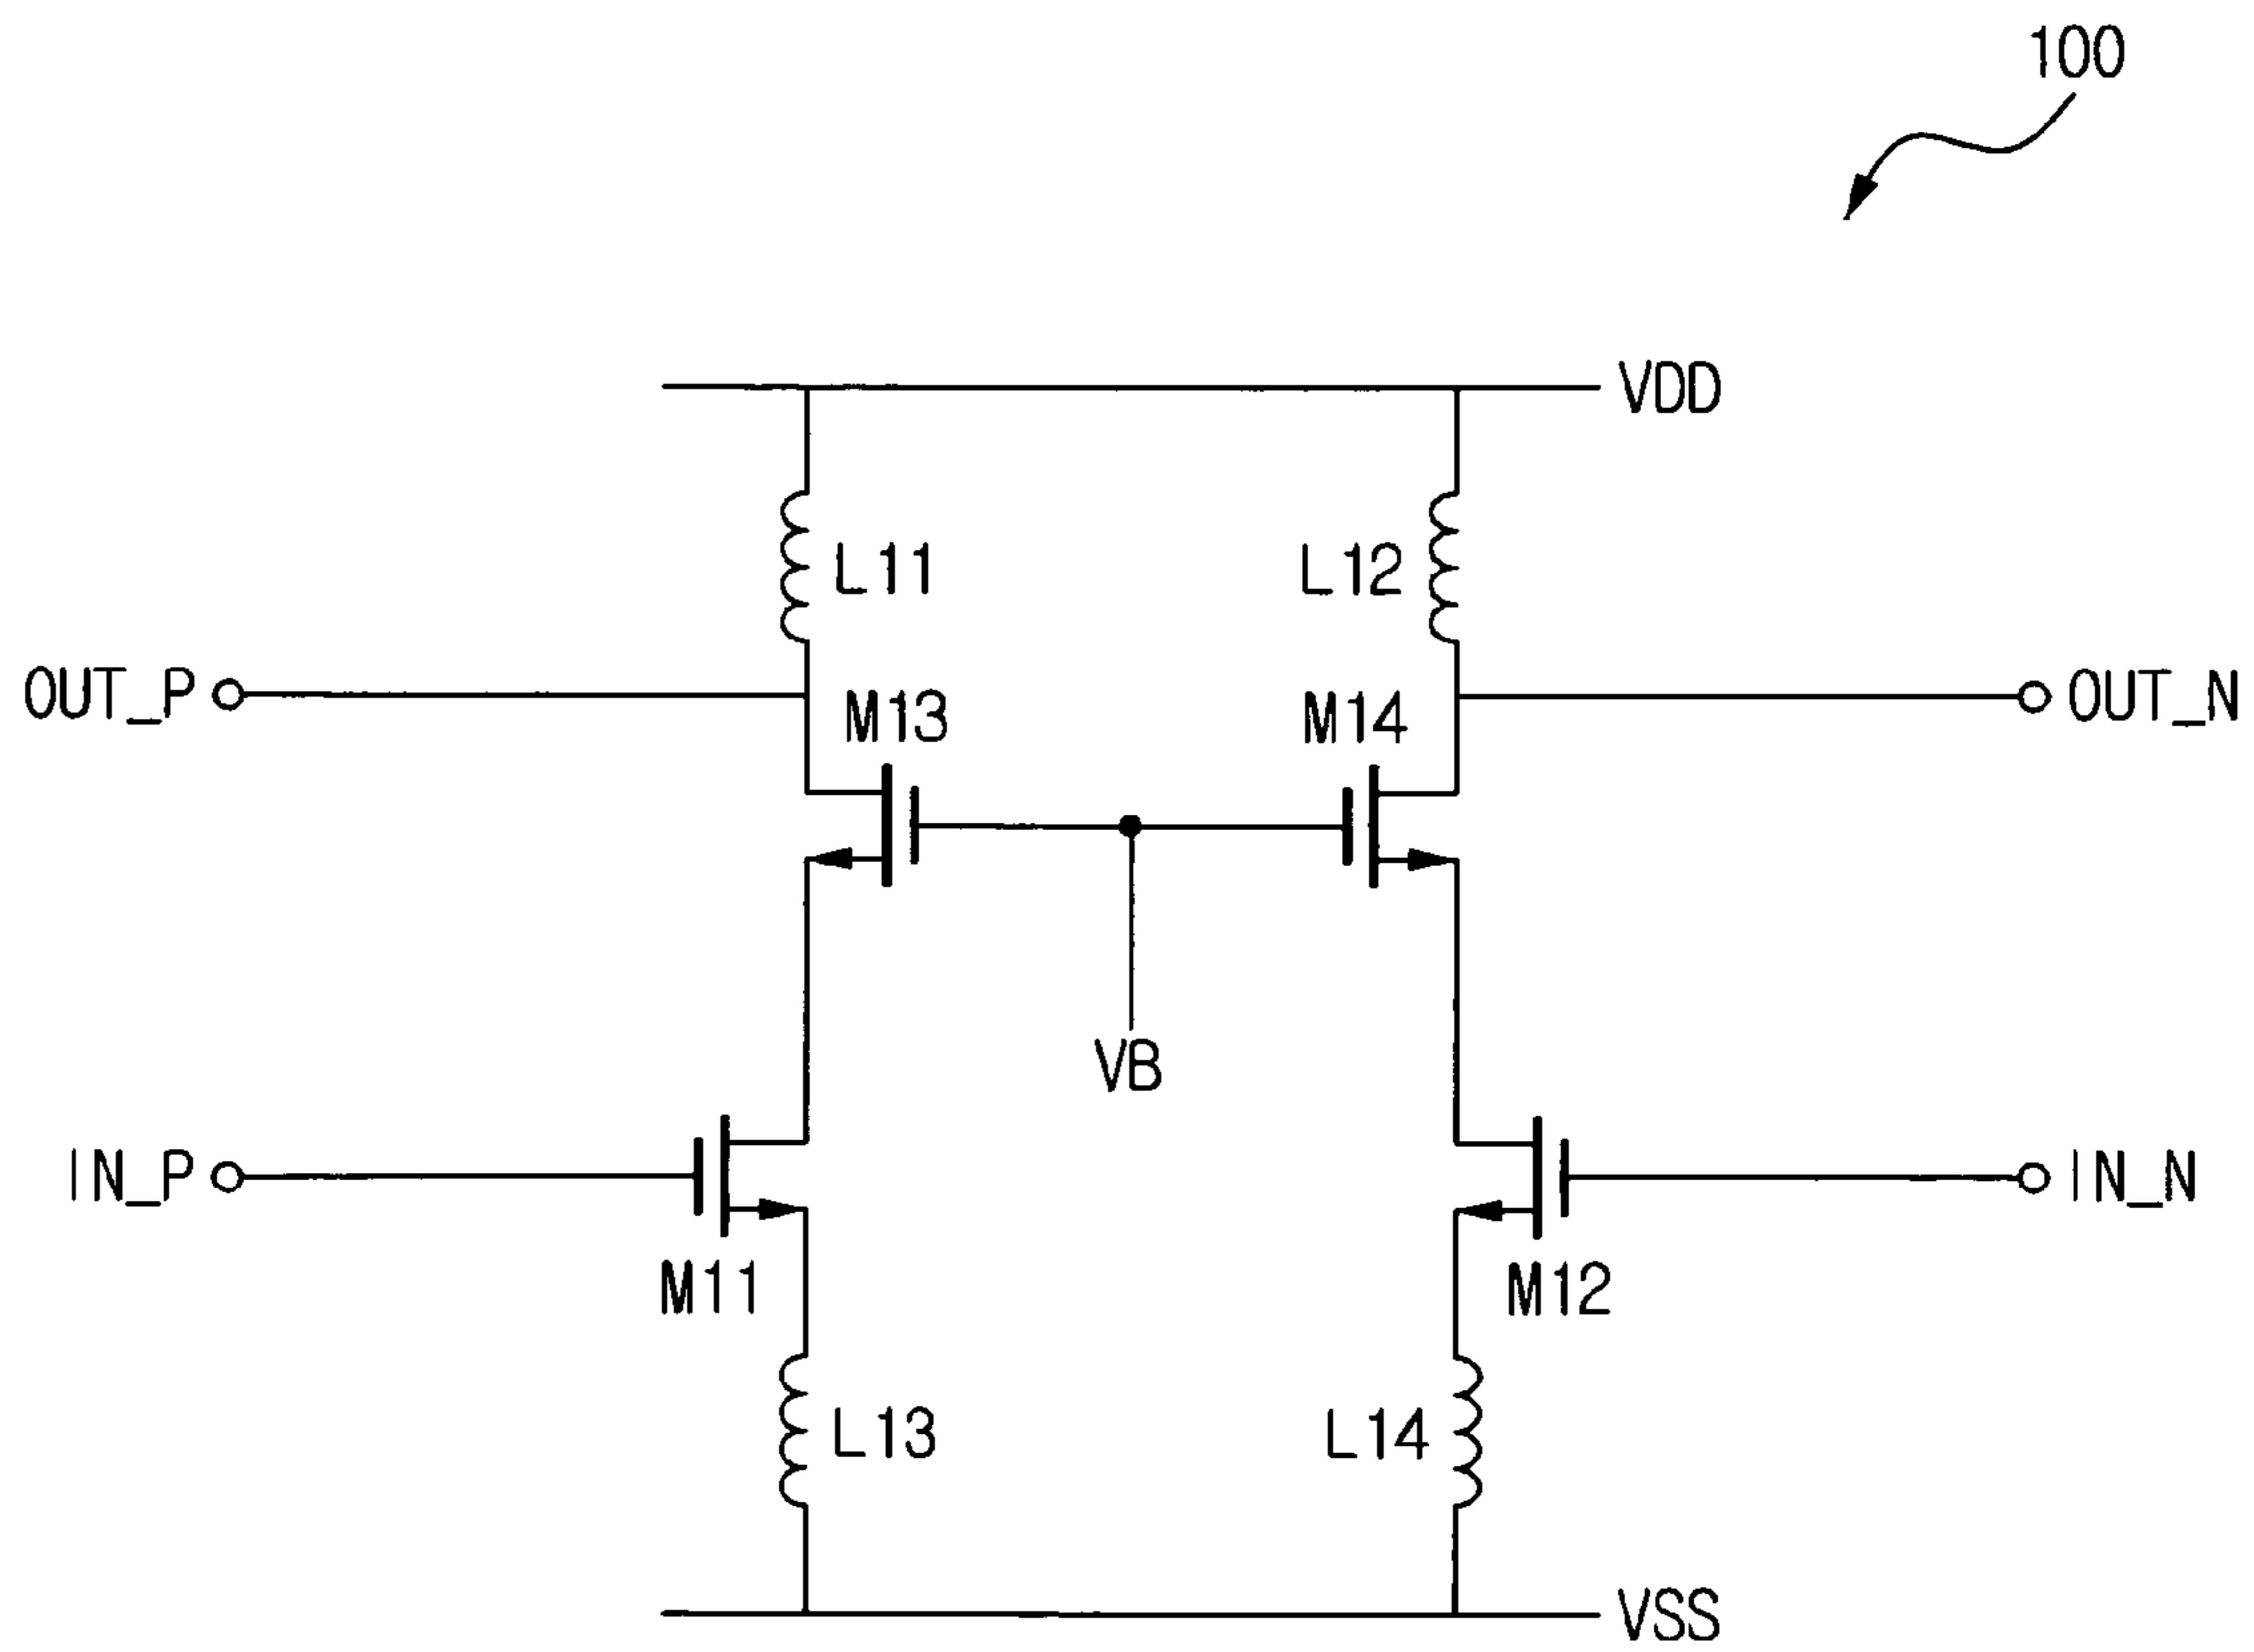 100
VDD
L11
L12
OUT_P
M13
M14
OUT_N
VB
IN_P
IN_N
M11
M12
L13
L14
VSS